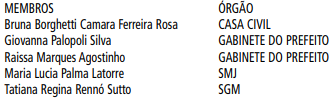 MEMBROS ÓRGÃO
Bruna Borghetti Camara Ferreira Rosa CASA CIVIL
Giovanna Palopoli Silva GABINETE DO PREFEITO
Raissa Marques Agostinho GABINETE DO PREFEITO
Maria Lucia Palma Latorre SMJ
Tatiana Regina Rennó Sutto SGM